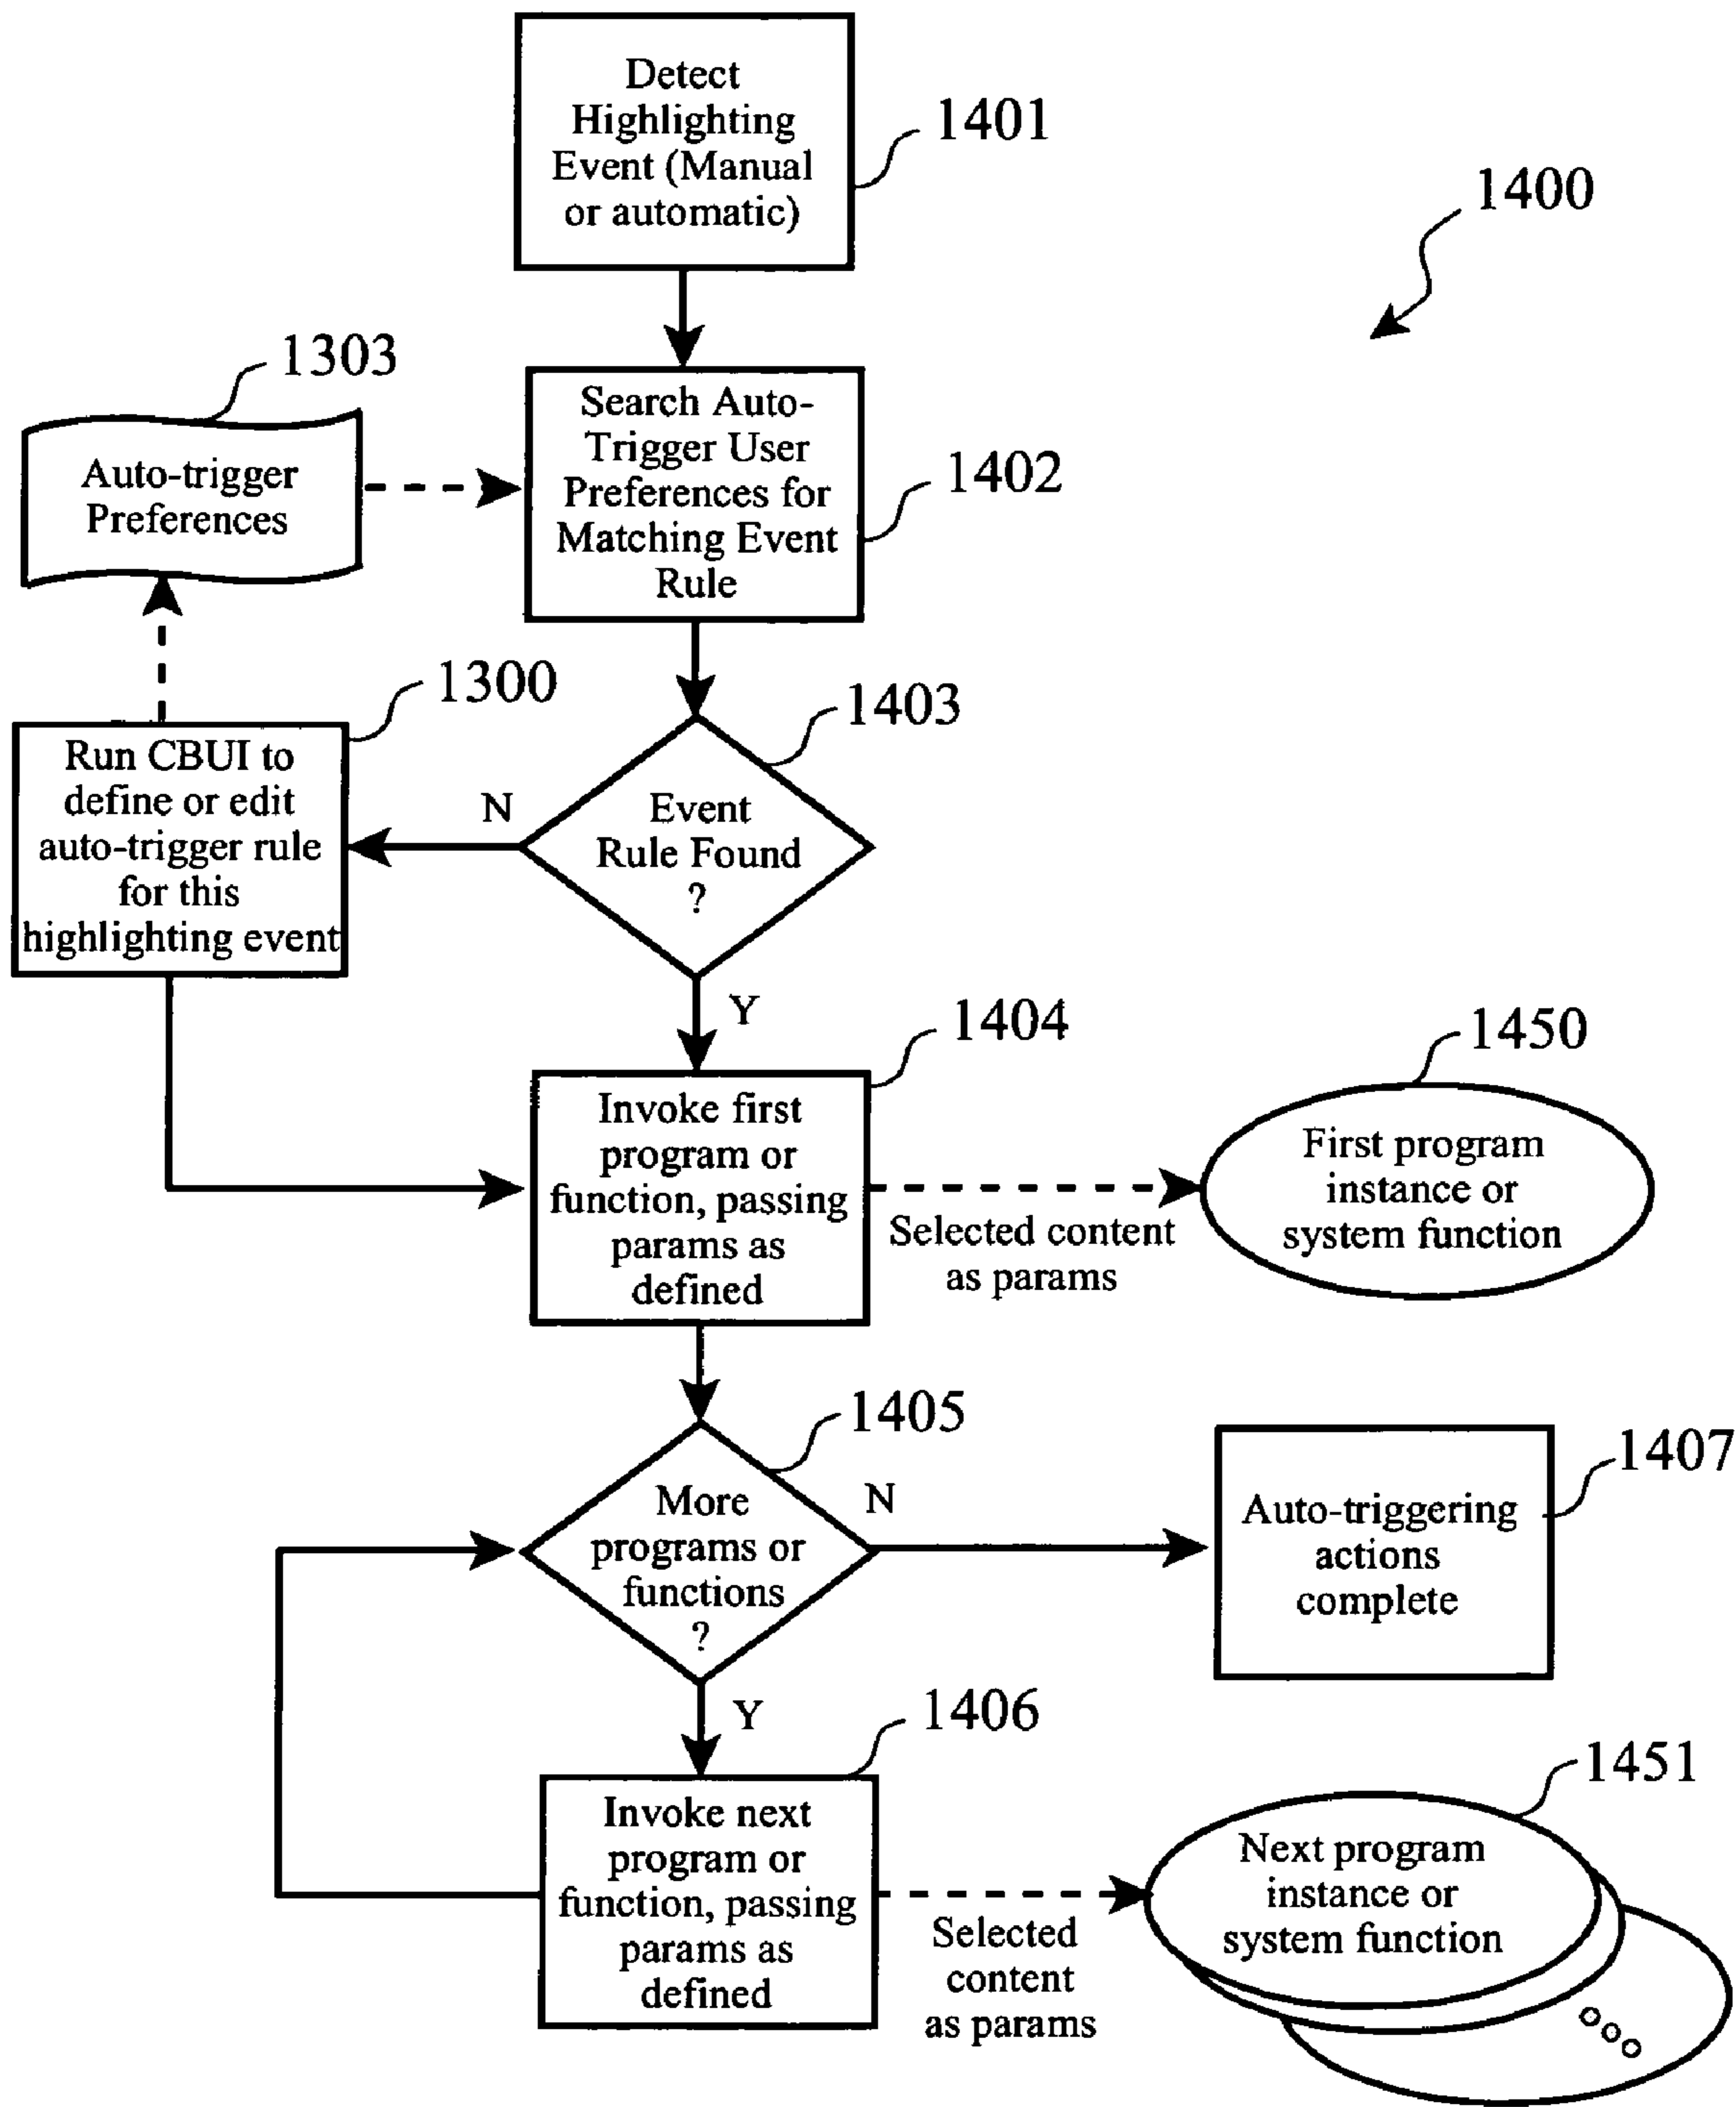 Detect
Highlighting
Event (Manual
or automatic)
1401
1400
1303
Auto-trigger
Preferences
Search Auto-
Trigger User
Preferences for
Matching Event
Rule
1402
1300
Run CBUI to
define or edit
auto-trigger rule
for this
highlighting event
N
1403
Event
Rule Found
?
Y
1404
Invoke first
program or
function, passing
params as
defined
Selected content
as params
1450
First program
instance or
system function
1405
More
programs or
functions
?
N
1407
Auto-triggering
actions
complete
Y
1406
Invoke next
program or
function, passing
params as
defined
Selected
content
as params
1451
Next program
instance or
system function